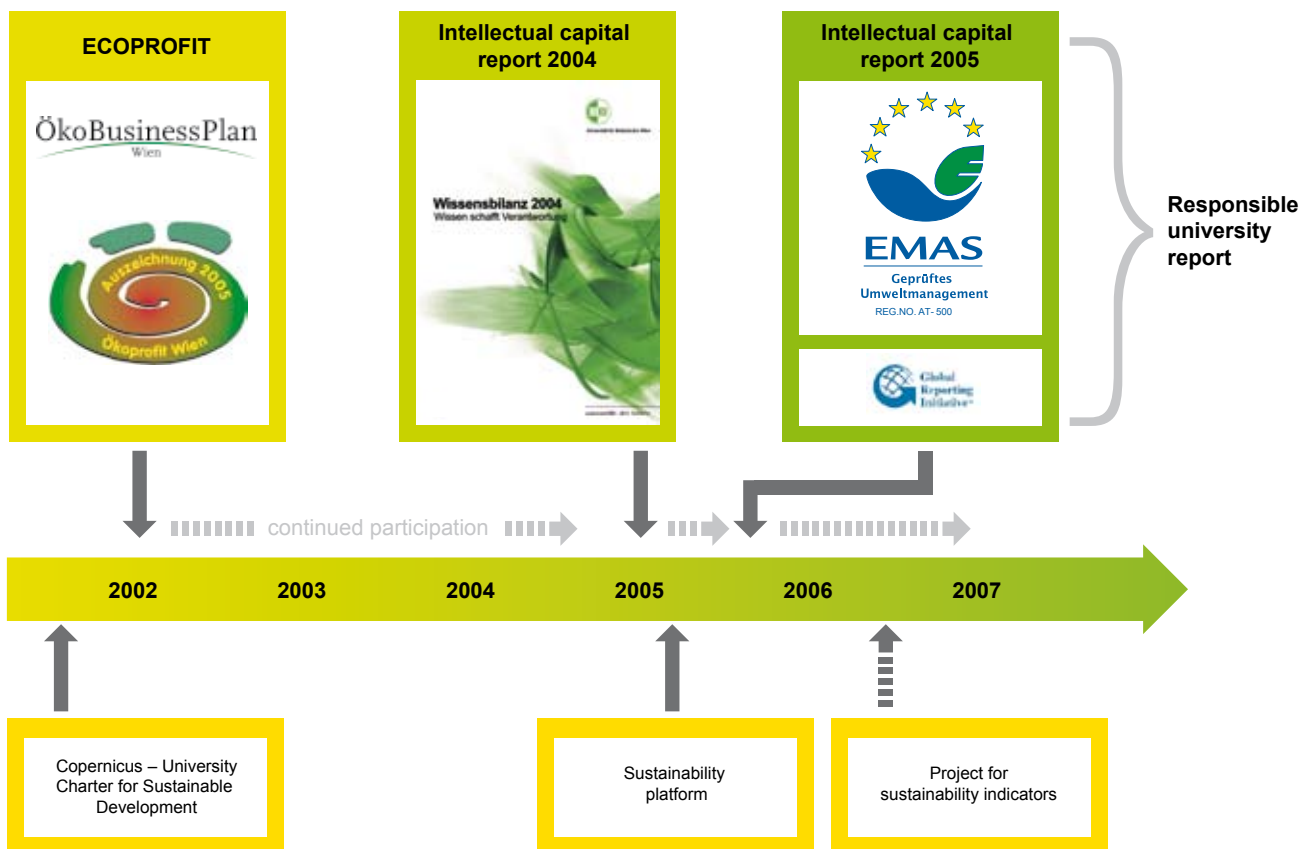 ECOPROFIT
ÖkoBusinessPlan
Wien
Auszeichnung 2005
Ökoprofit Wien
Intellectual capital
report 2004
Wissensbilanz 2004
Wissen schafft Verantwortung
Intellectual capital
report 2005
EMAS
Geprüftes
Umweltmanagement
REG.NO. AT- 500
Global
Reporting
Initiative
Responsible
university
report
continued participation
2002 2003 2004 2005 2006 2007
Copernicus – University
Charter for Sustainable
Development
Sustainability
platform
Project for
sustainability indicators